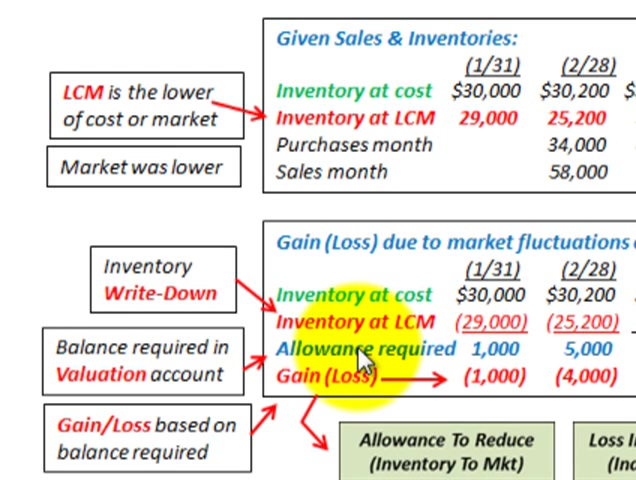 Given Sales & Inventories:
(1/31) (2/28)
Inventory at cost $30,000 $30,200
Inventory at LCM 29,000 25,200
Purchases month 34,000
Sales month 58,000
LCM is the lower
of cost or market
Market was lower
Gain (Loss) due to market fluctuations
(1/31) (2/28)
Inventory at cost $30,000 $30,200
Inventory at LCM (29,000) (25,200)
Allowance required 1,000 5,000
Gain (Loss) (1,000) (4,000)
Inventory
Write-Down
Balance required in
Valuation account
Gain/Loss based on
balance required
Allowance To Reduce
(Inventory To Mkt)
Loss